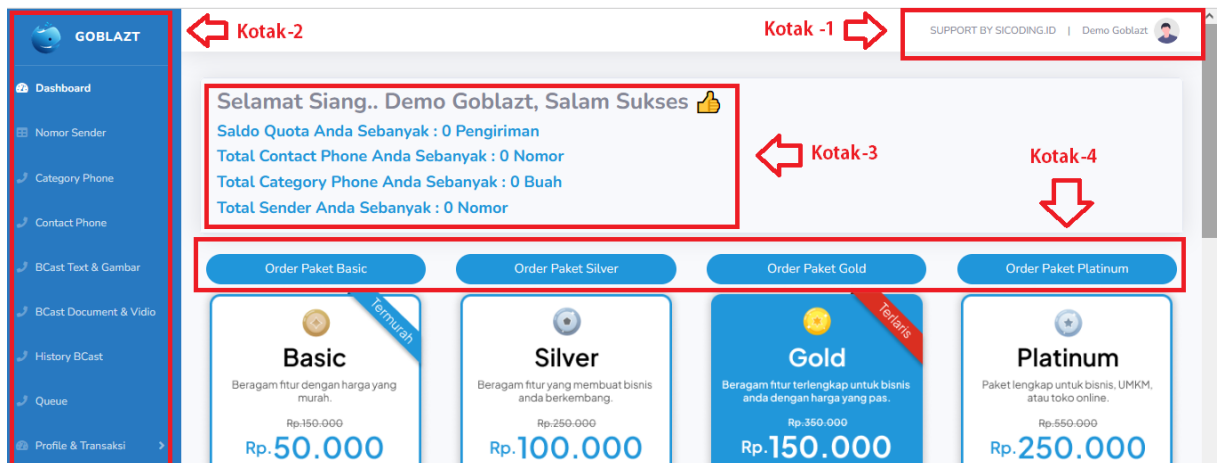 GOBLAZT
Kotak-2
Kotak -1
SUPPORT BY SICODING.ID | Demo Goblazt
Dashboard
Nomor Sender
Category Phone
Contact Phone
BCast Text & Gambar
BCast Document & Vidio
History BCast
Queue
Profile & Transaksi
Selamat Siang.. Demo Goblazt, Salam Sukses 👍
Saldo Quota Anda Sebanyak : 0 Pengiriman
Total Contact Phone Anda Sebanyak : 0 Nomor
Total Category Phone Anda Sebanyak : 0 Buah
Total Sender Anda Sebanyak : 0 Nomor
Kotak-3
Kotak-4
Order Paket Basic
Order Paket Silver
Order Paket Gold
Order Paket Platinum
Termurah
Basic
Beragam fitur dengan harga yang
murah.
Rp.150.000
Rp.50.000
Silver
Beragam fitur yang membuat bisnis
anda berkembang.
Rp.250.000
Rp.100.000
Terlaris
Gold
Beragam fitur terlengkap untuk bisnis
anda dengan harga yang pas.
Rp.350.000
Rp.150.000
Platinum
Paket lengkap untuk bisnis, UMKM,
atau toko online.
Rp.550.000
Rp.250.000